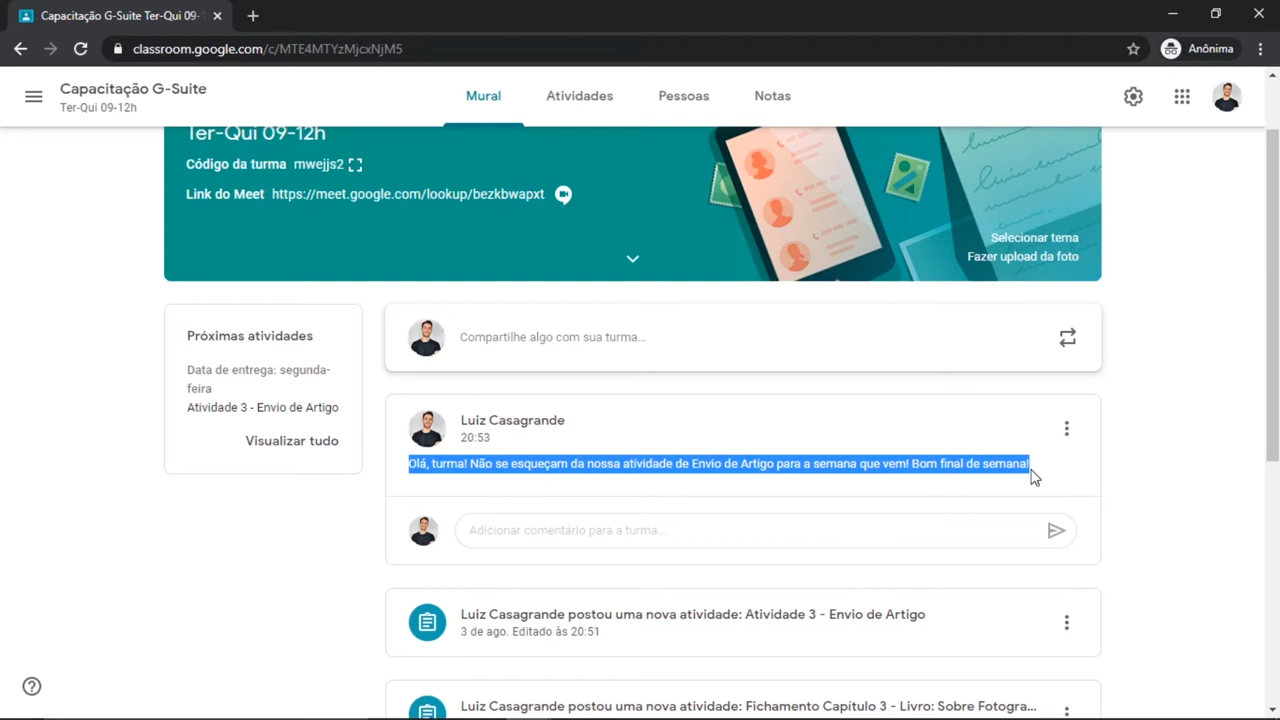 Capacitação G-Suite Ter-Qui 09-1
classroom.google.com/c/MTE4MTYzMjcxNjM5
Anônima
Capacitação G-Suite
Ter-Qui 09-12h
Mural
Atividades
Pessoas
Notas
Ter-Qui 09-12h
Código da turma mwejjs2
Link do Meet https://meet.google.com/lookup/bezkbwapxt
Selecionar tema
Fazer upload da foto
Próximas atividades
Data de entrega: segunda-
feira
Atividade 3 - Envio de Artigo
Visualizar tudo
Compartilhe algo com sua turma...
Luiz Casagrande
20:53
Olá, turma! Não se esqueçam da nossa atividade de Envio de Artigo para a semana que vem! Bom final de semana!
Adicionar comentário para a turma...
Luiz Casagrande postou uma nova atividade: Atividade 3 - Envio de Artigo
3 de ago. Editado às 20:51
Luiz Casagrande postou uma nova atividade: Fichamento Capítulo 3 - Livro: Sobre Fotogra...